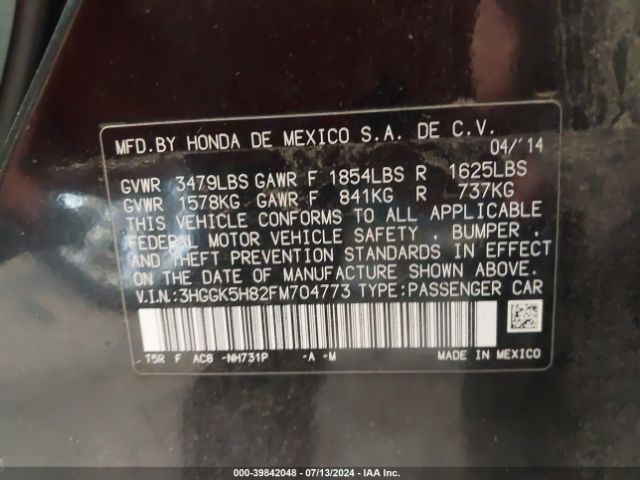 MFD.BY HONDA DE MEXICO S.A. DE C.V.
04/'14
GVWR 3479LBS GAWR F 1854LBS R 1625LBS
GVWR 1578KG GAWR F 841KG R 737KG
THIS VEHICLE CONFORMS TO ALL APPLICABLE
FEDERAL MOTOR VEHICLE SAFETY . BUMPER .
AND THEFT PREVENTION STANDARDS IN EFFECT
ON THE DATE OF MANUFACTURE SHOWN ABOVE.
V.I.N.:3HGGK5H82FM704773 TYPE:PASSENGER CAR
T5R F AC8 -NH731P -A -M MADE IN MEXICO
000-39842048 - 07/13/2024 - IAA Inc.